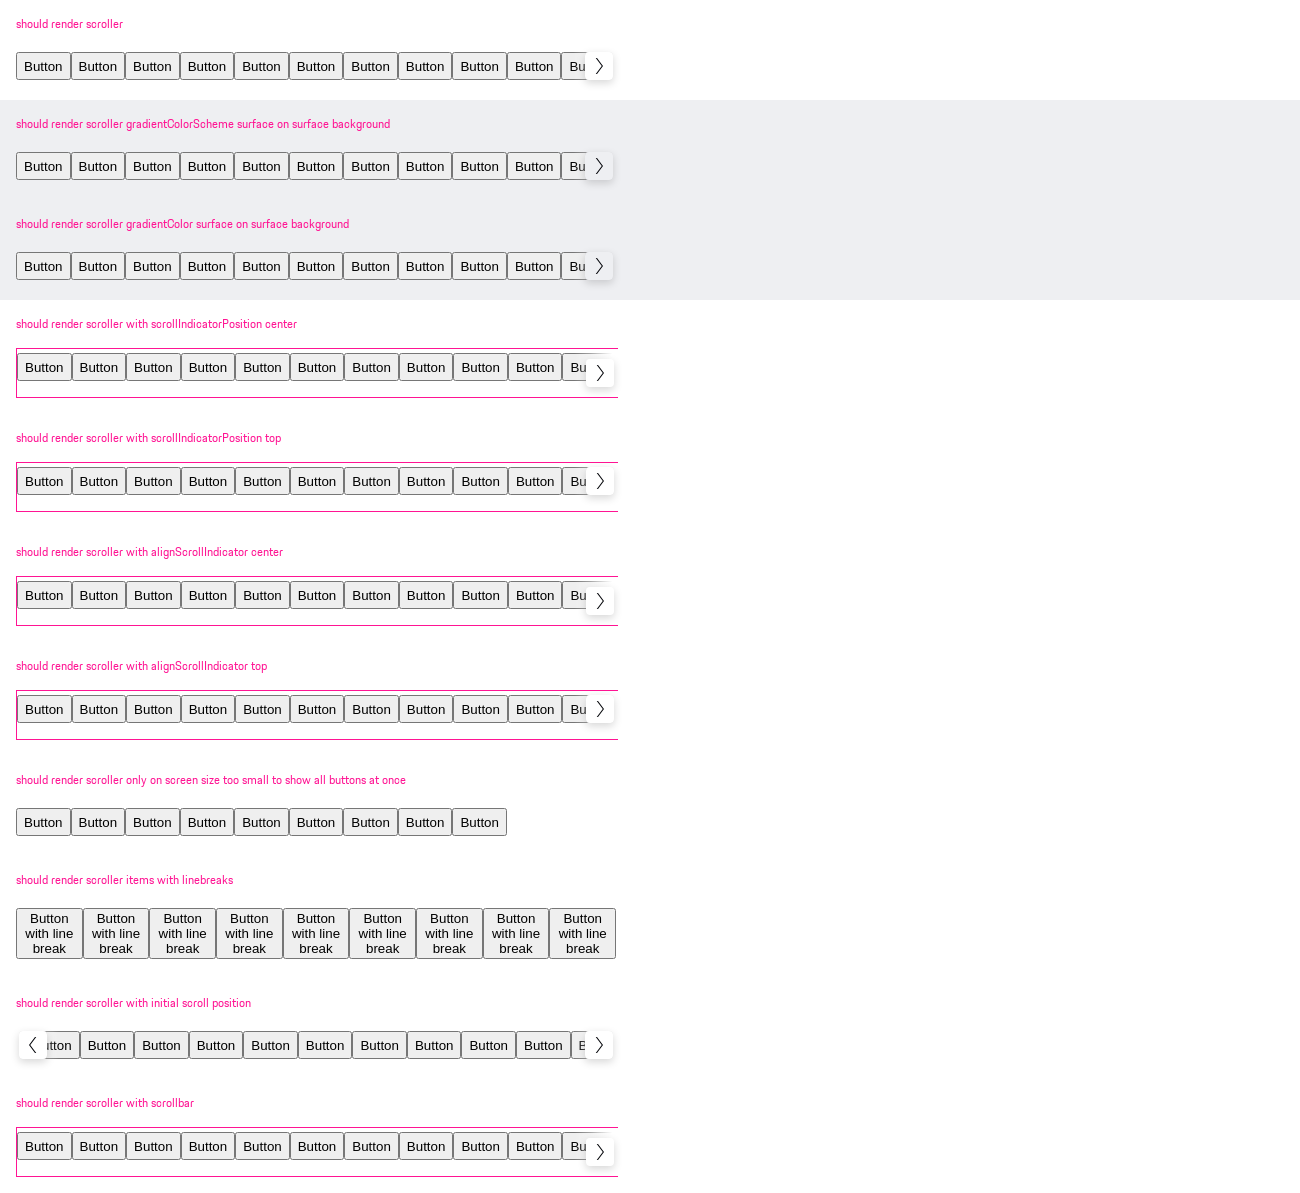 should render scroller
Button Button Button Button Button Button Button Button Button Button Bu
should render scroller gradientColorScheme surface on surface background
Button Button Button Button Button Button Button Button Button Button Bu
should render scroller gradientColor surface on surface background
Button Button Button Button Button Button Button Button Button Button Bu
should render scroller with scrollIndicatorPosition center
Button Button Button Button Button Button Button Button Button Button Bu
should render scroller with scrollIndicatorPosition top
Button Button Button Button Button Button Button Button Button Button Bu
should render scroller with alignScrollIndicator center
Button Button Button Button Button Button Button Button Button Button Bu
should render scroller with alignScrollIndicator top
Button Button Button Button Button Button Button Button Button Button Bu
should render scroller only on screen size too small to show all buttons at once
Button Button Button Button Button Button Button Button Button
should render scroller items with linebreaks
Button Button Button Button Button Button Button Button Button
with line with line with line with line with line with line with line with line with line
break break break break break break break break break
should render scroller with initial scroll position
utton Button Button Button Button Button Button Button Button Button B
should render scroller with scrollbar
Button Button Button Button Button Button Button Button Button Button Bu